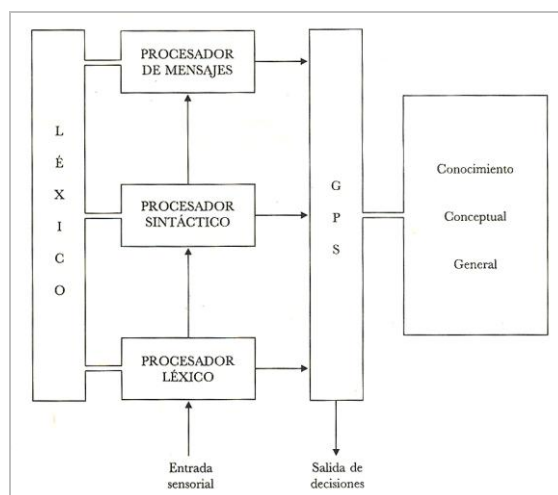 PROCESADOR
DE MENSAJES
L
É
X
I
C
O
PROCESADOR
SINTÁCTICO
PROCESADOR
LÉXICO
G
P
S
Conocimiento
Conceptual
General
Entrada
sensorial
Salida de
decisiones